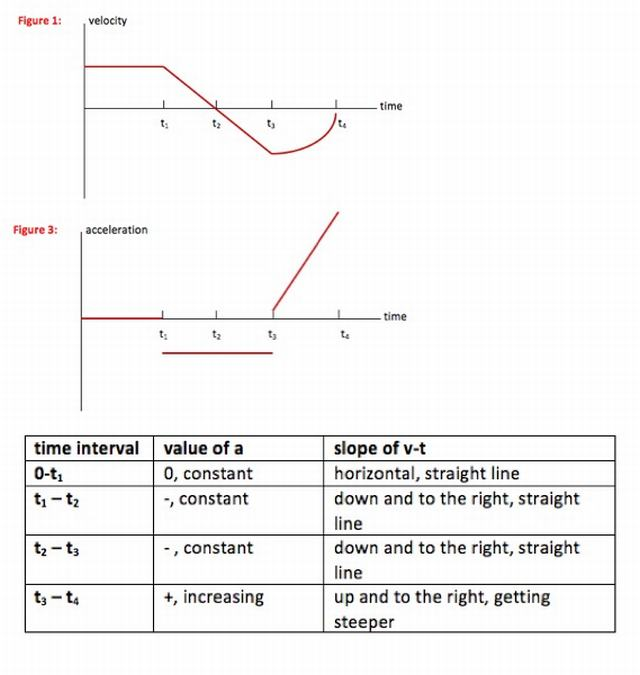 Figure 1:
velocity
time
t₁ t₂ t₃ t₄
Figure 3:
acceleration
time
t₁ t₂ t₃ t₄
time interval value of a slope of v-t
0-t₁ 0, constant horizontal, straight line
t₁ – t₂ -, constant down and to the right, straight
line
t₂ – t₃ - , constant down and to the right, straight
line
t₃ – t₄ +, increasing up and to the right, getting
steeper